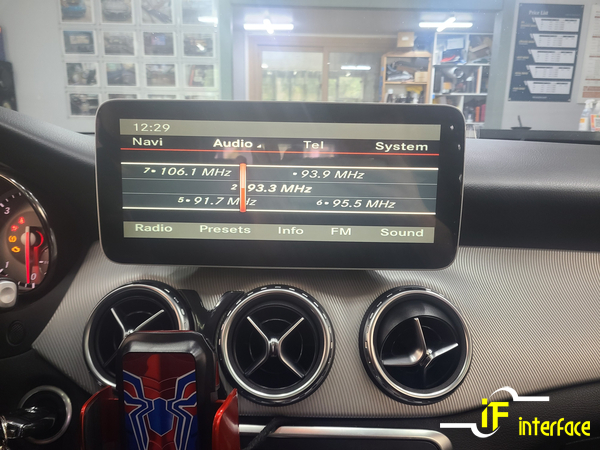 12:29
Navi Audio Tel System
7 106.1 MHz 93.9 MHz
2 93.3 MHz
5 91.7 MHz 6 95.5 MHz
Radio Presets Info FM Sound
iF interface